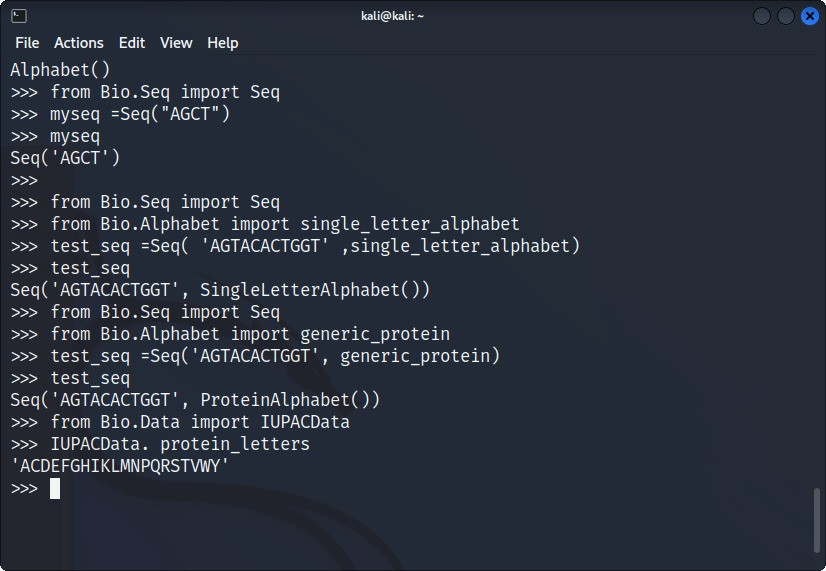 kali@kali: ~
File Actions Edit View Help
Alphabet()
>>> from Bio.Seq import Seq
>>> myseq =Seq("AGCT")
>>> myseq
Seq('AGCT')
>>>
>>> from Bio.Seq import Seq
>>> from Bio.Alphabet import single_letter_alphabet
>>> test_seq =Seq( 'AGTACACTGGT' ,single_letter_alphabet)
>>> test_seq
Seq('AGTACACTGGT', SingleLetterAlphabet())
>>> from Bio.Seq import Seq
>>> from Bio.Alphabet import generic_protein
>>> test_seq =Seq('AGTACACTGGT', generic_protein)
>>> test_seq
Seq('AGTACACTGGT', ProteinAlphabet())
>>> from Bio.Data import IUPACData
>>> IUPACData. protein_letters
'ACDEFGHIKLMNPQRSTVWY'
>>>